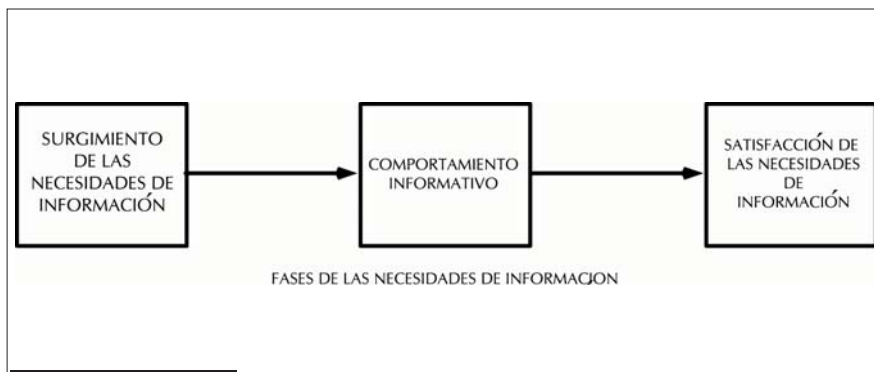 SURGIMIENTO
DE LAS
NECESIDADES DE
INFORMACIÓN
COMPORTAMIENTO
INFORMATIVO
SATISFACCIÓN DE
LAS NECESIDADES
DE
INFORMACIÓN
FASES DE LAS NECESIDADES DE INFORMACION